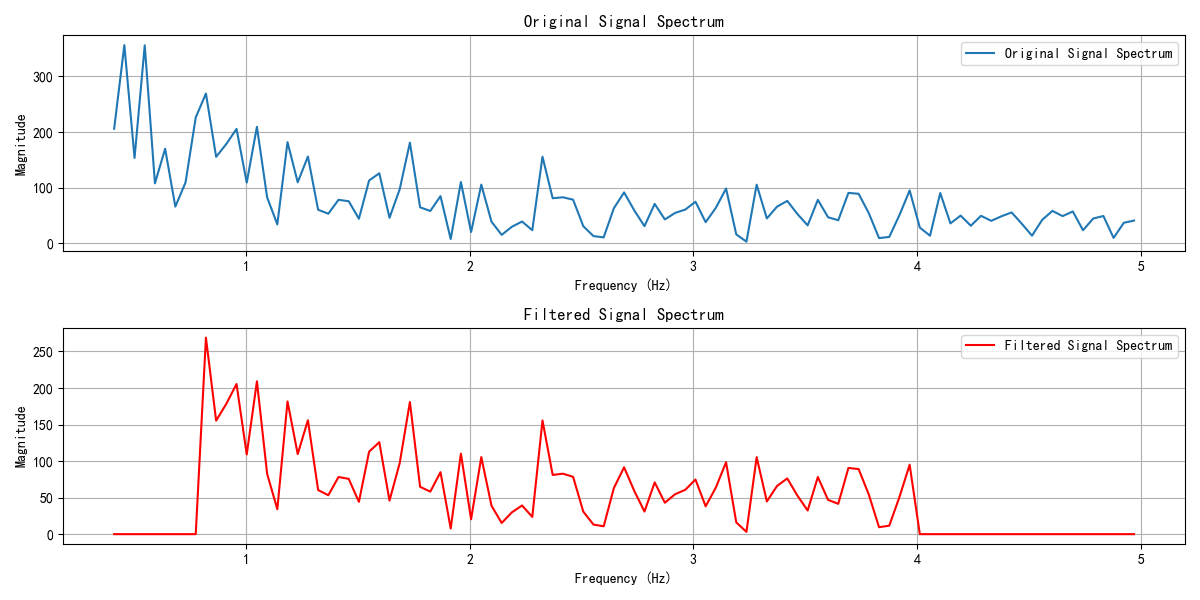 Original Signal Spectrum
Original Signal Spectrum
Magnitude
300
200
100
0
1 2 3 4 5
Frequency (Hz)
Filtered Signal Spectrum
Filtered Signal Spectrum
Magnitude
250
200
150
100
50
0
1 2 3 4 5
Frequency (Hz)